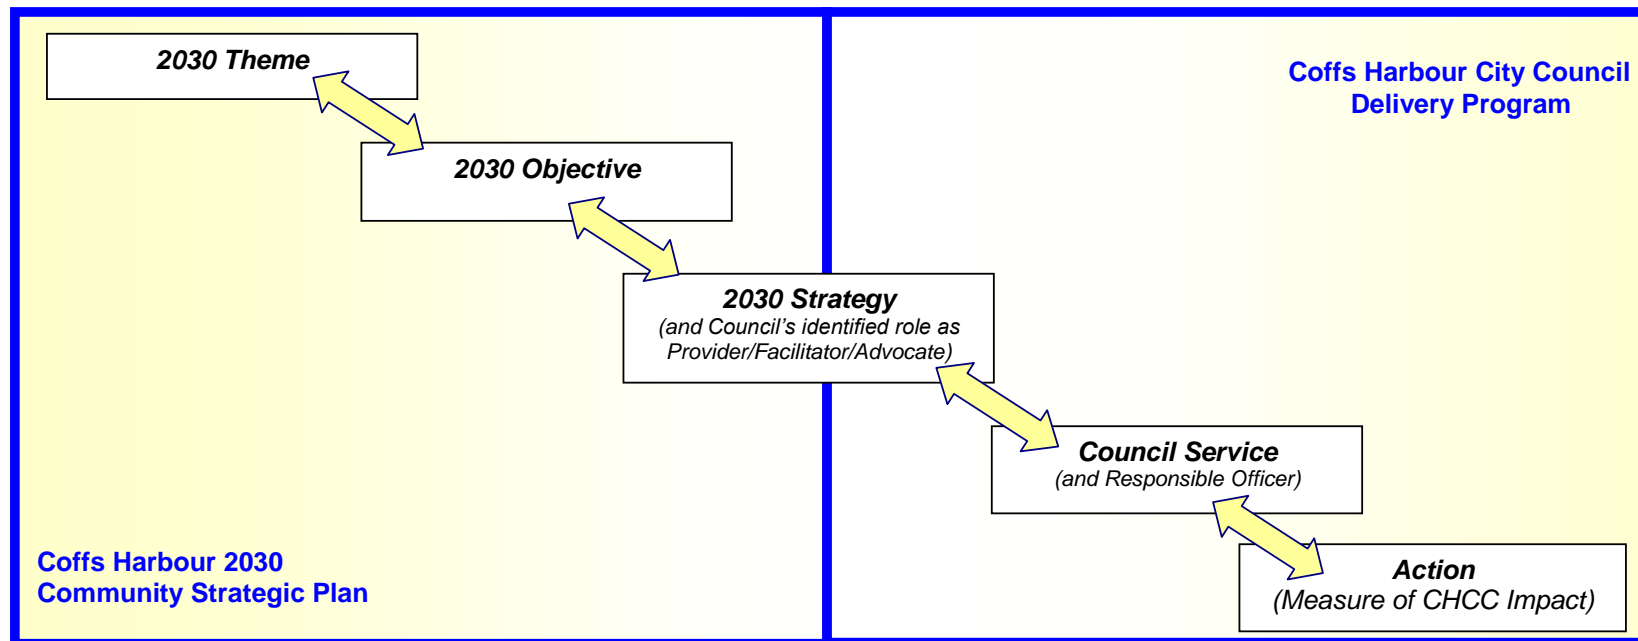 2030 Theme
Coffs Harbour City Council
Delivery Program
2030 Objective
2030 Strategy
(and Council’s identified role as
Provider/Facilitator/Advocate)
Council Service
(and Responsible Officer)
Coffs Harbour 2030
Community Strategic Plan
Action
(Measure of CHCC Impact)